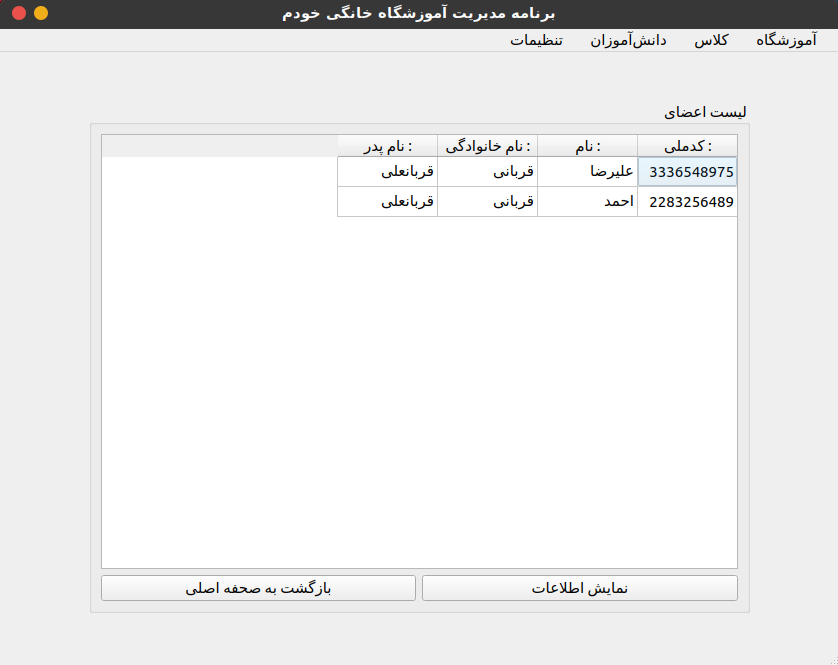 برنامه مدیریت آموزشگاه خانگی خودم
آموزشگاه کلاس دانش‌آموزان تنظیمات
لیست اعضای
کدملی : نام : نام خانوادگی : نام پدر :
3336548975 علیرضا قربانی قربانعلی
2283256489 احمد قربانی قربانعلی
نمایش اطلاعات بازگشت به صحفه اصلی